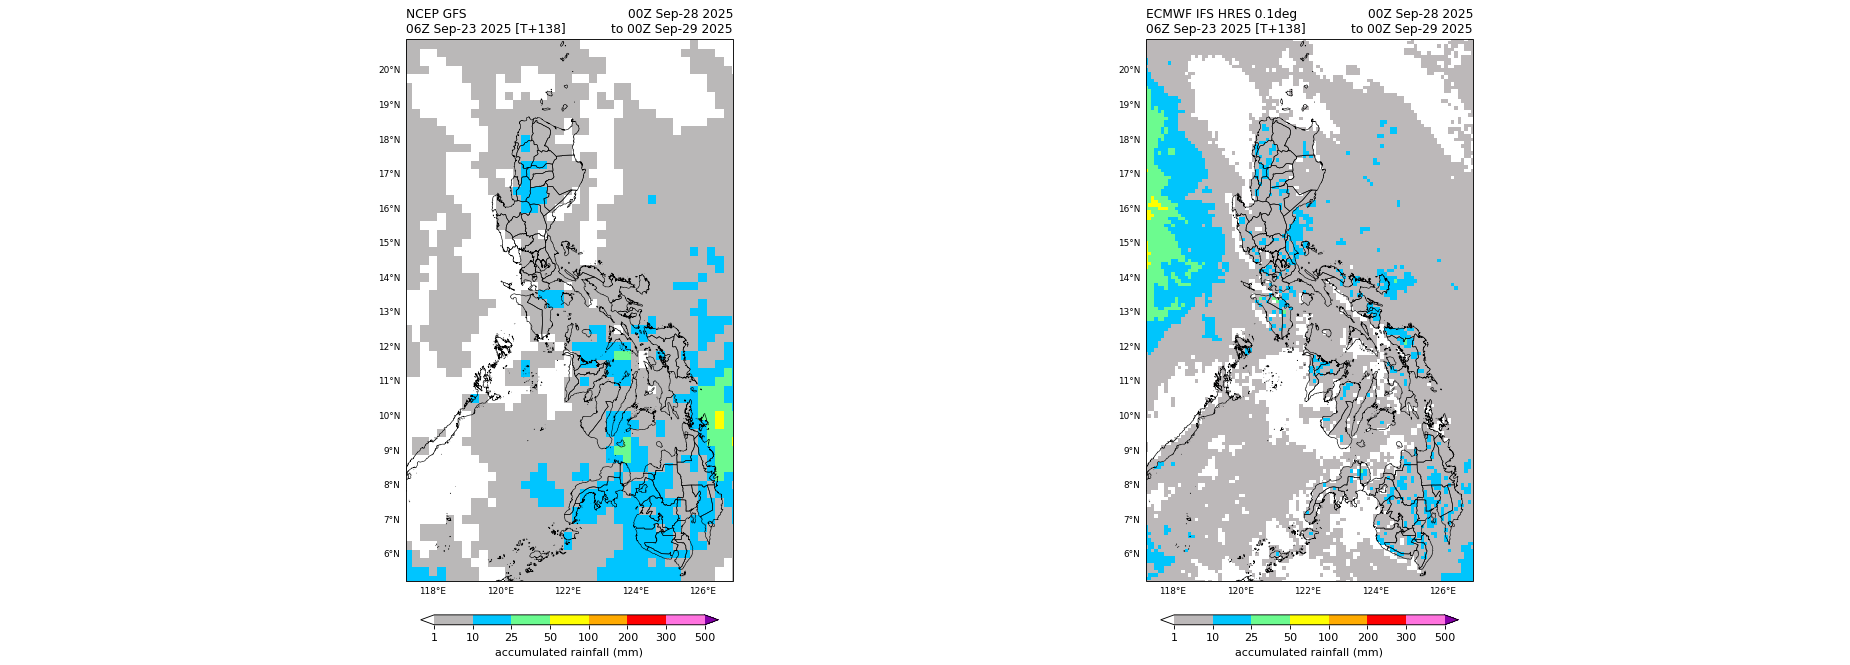 NCEP GFS 00Z Sep-28 2025
06Z Sep-23 2025 [T+138] to 00Z Sep-29 2025
20°N
19°N
18°N
17°N
16°N
15°N
14°N
13°N
12°N
11°N
10°N
9°N
8°N
7°N
6°N
118°E 120°E 122°E 124°E 126°E
1 10 25 50 100 200 300 500
accumulated rainfall (mm)
ECMWF IFS HRES 0.1deg 00Z Sep-28 2025
06Z Sep-23 2025 [T+138] to 00Z Sep-29 2025
20°N
19°N
18°N
17°N
16°N
15°N
14°N
13°N
12°N
11°N
10°N
9°N
8°N
7°N
6°N
118°E 120°E 122°E 124°E 126°E
1 10 25 50 100 200 300 500
accumulated rainfall (mm)